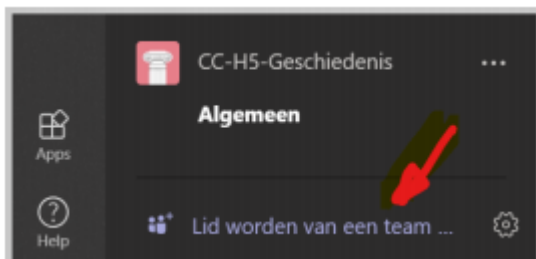 CC-H5-Geschiedenis ...
Algemeen
Apps
Lid worden van een team ...
Help